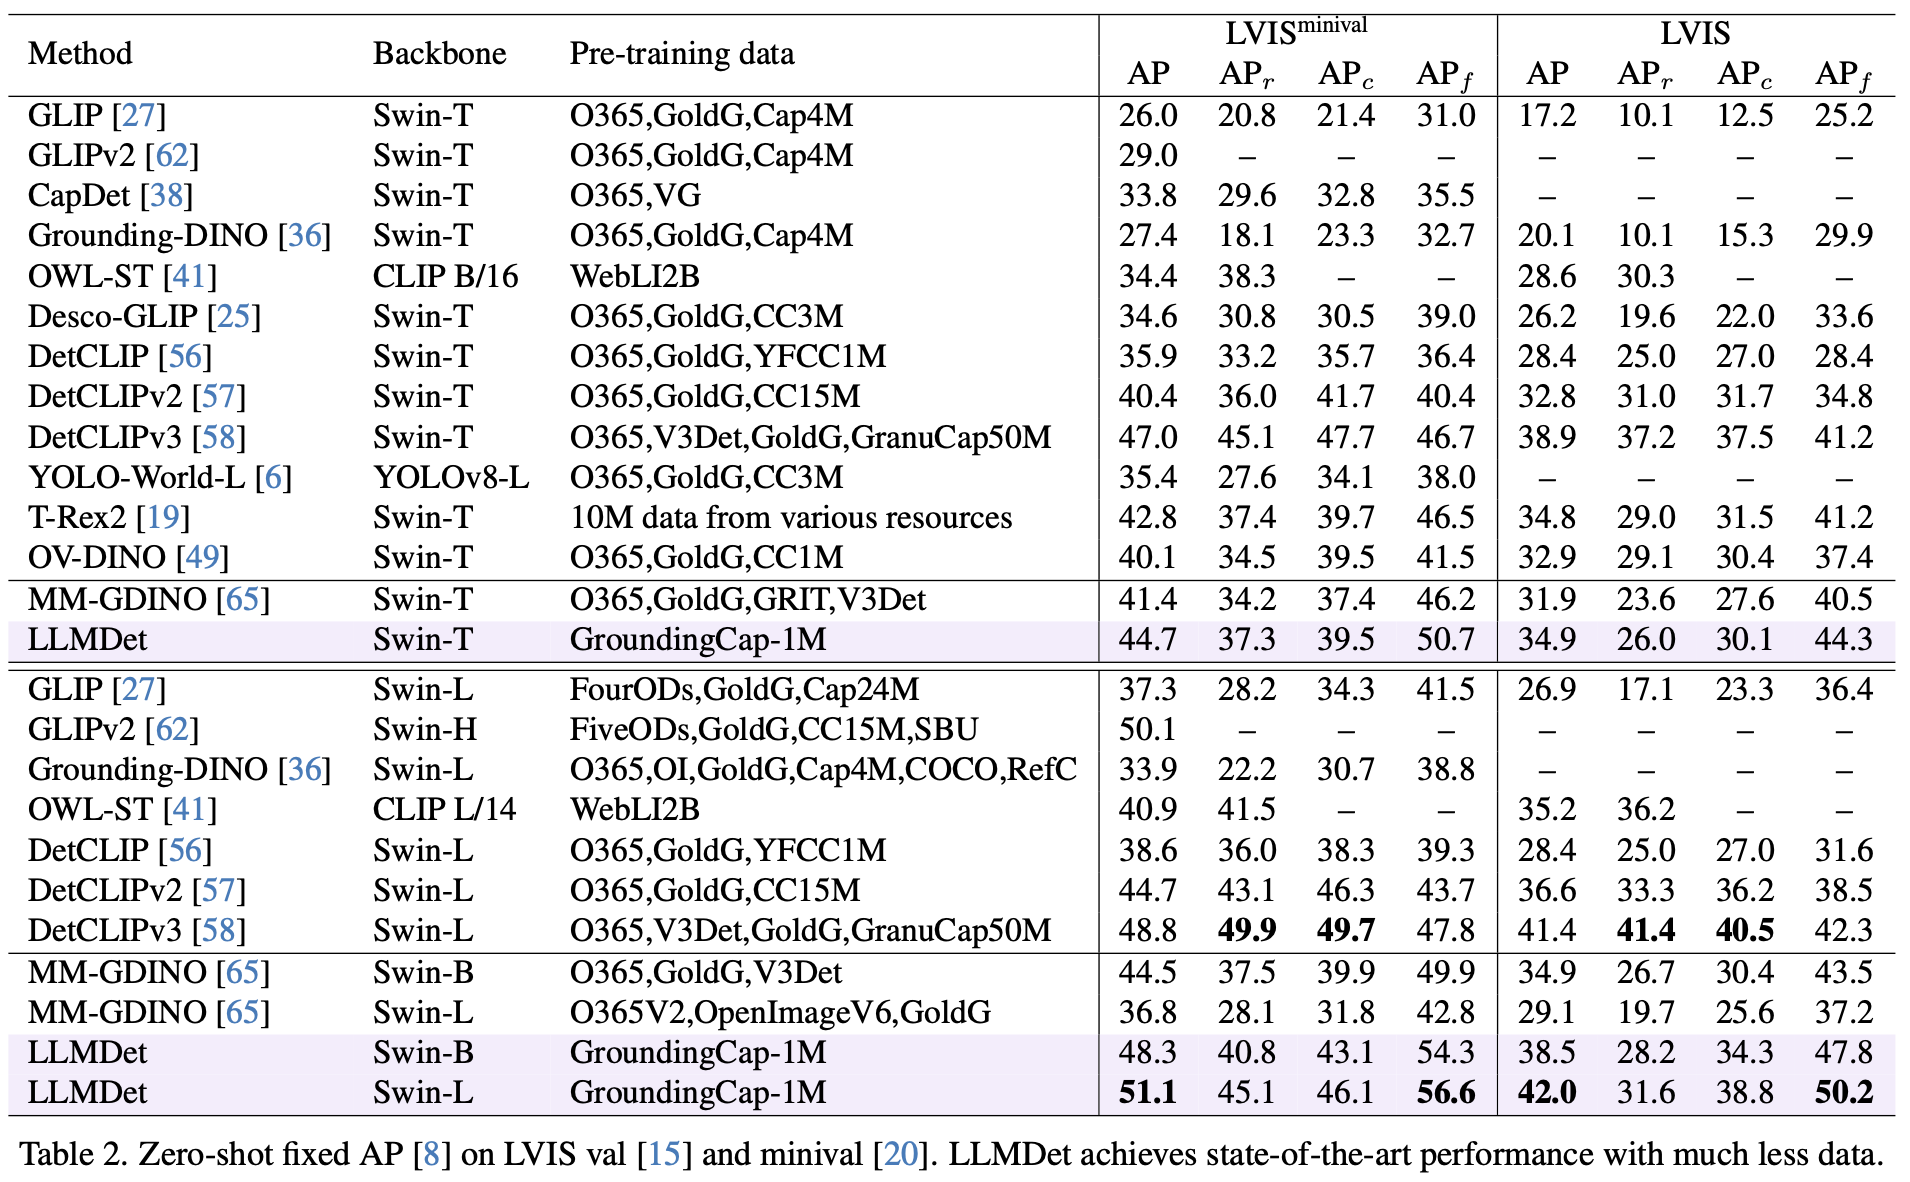 Method Backbone Pre-training data LVISminival LVIS
AP APr APc APf AP APr APc APf
GLIP [27] Swin-T O365,GoldG,Cap4M 26.0 20.8 21.4 31.0 17.2 10.1 12.5 25.2
GLIPv2 [62] Swin-T O365,GoldG,Cap4M 29.0 – – – – – – –
CapDet [38] Swin-T O365,VG 33.8 29.6 32.8 35.5 – – – –
Grounding-DINO [36] Swin-T O365,GoldG,Cap4M 27.4 18.1 23.3 32.7 20.1 10.1 15.3 29.9
OWL-ST [41] CLIP B/16 WebLI2B 34.4 38.3 – – 28.6 30.3 – –
Desco-GLIP [25] Swin-T O365,GoldG,CC3M 34.6 30.8 30.5 39.0 26.2 19.6 22.0 33.6
DetCLIP [56] Swin-T O365,GoldG,YFCC1M 35.9 33.2 35.7 36.4 28.4 25.0 27.0 28.4
DetCLIPv2 [57] Swin-T O365,GoldG,CC15M 40.4 36.0 41.7 40.4 32.8 31.0 31.7 34.8
DetCLIPv3 [58] Swin-T O365,V3Det,GoldG,GranuCap50M 47.0 45.1 47.7 46.7 38.9 37.2 37.5 41.2
YOLO-World-L [6] YOLOv8-L O365,GoldG,CC3M 35.4 27.6 34.1 38.0 – – – –
T-Rex2 [19] Swin-T 10M data from various resources 42.8 37.4 39.7 46.5 34.8 29.0 31.5 41.2
OV-DINO [49] Swin-T O365,GoldG,CC1M 40.1 34.5 39.5 41.5 32.9 29.1 30.4 37.4
MM-GDINO [65] Swin-T O365,GoldG,GRIT,V3Det 41.4 34.2 37.4 46.2 31.9 23.6 27.6 40.5
LLMDet Swin-T GroundingCap-1M 44.7 37.3 39.5 50.7 34.9 26.0 30.1 44.3
GLIP [27] Swin-L FourODs,GoldG,Cap24M 37.3 28.2 34.3 41.5 26.9 17.1 23.3 36.4
GLIPv2 [62] Swin-H FiveODs,GoldG,CC15M,SBU 50.1 – – – – – – –
Grounding-DINO [36] Swin-L O365,OI,GoldG,Cap4M,COCO,RefC 33.9 22.2 30.7 38.8 – – – –
OWL-ST [41] CLIP L/14 WebLI2B 40.9 41.5 – – 35.2 36.2 – –
DetCLIP [56] Swin-L O365,GoldG,YFCC1M 38.6 36.0 38.3 39.3 28.4 25.0 27.0 31.6
DetCLIPv2 [57] Swin-L O365,GoldG,CC15M 44.7 43.1 46.3 43.7 36.6 33.3 36.2 38.5
DetCLIPv3 [58] Swin-L O365,V3Det,GoldG,GranuCap50M 48.8 49.9 49.7 47.8 41.4 41.4 40.5 42.3
MM-GDINO [65] Swin-B O365,GoldG,V3Det 44.5 37.5 39.9 49.9 34.9 26.7 30.4 43.5
MM-GDINO [65] Swin-L O365V2,OpenImageV6,GoldG 36.8 28.1 31.8 42.8 29.1 19.7 25.6 37.2
LLMDet Swin-B GroundingCap-1M 48.3 40.8 43.1 54.3 38.5 28.2 34.3 47.8
LLMDet Swin-L GroundingCap-1M 51.1 45.1 46.1 56.6 42.0 31.6 38.8 50.2
Table 2. Zero-shot fixed AP [8] on LVIS val [15] and minival [20]. LLMDet achieves state-of-the-art performance with much less data.